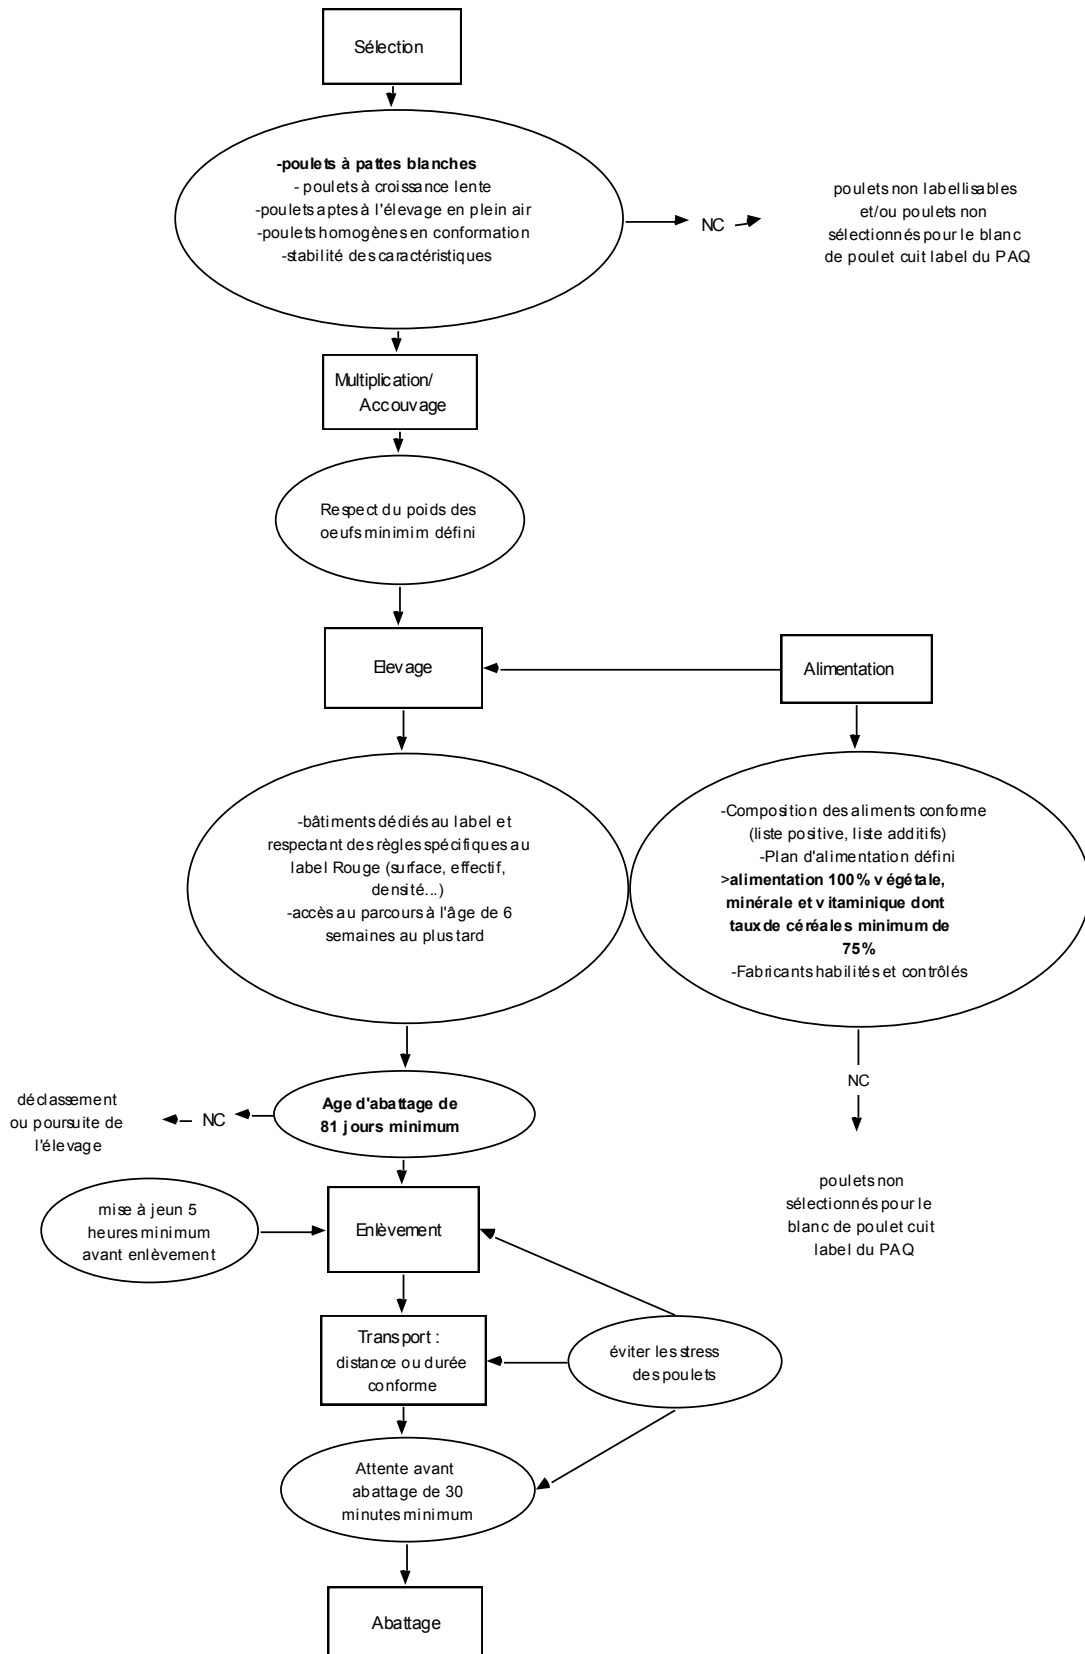 Sélection
-poulets à pattes blanches
- poulets à croissance lente
-poulets aptes à l'élevage en plein air
-poulets homogènes en conformation
-stabilité des caractéristiques
NC
poulets non labellisables
et/ou poulets non
sélectionnés pour le blanc
de poulet cuit label du PAQ
Multiplication/
Accouvage
Respect du poids des
oeufs minimim défini
Elevage
Alimentation
-bâtiments dédiés au label et
respectant des règles spécifiques au
label Rouge (surface, effectif,
densité...)
-accès au parcours à l'âge de 6
semaines au plus tard
-Composition des aliments conforme
(liste positive, liste additifs)
-Plan d'alimentation défini
>alimentation 100% végétale,
minérale et vitaminique dont
taux de céréales minimum de
75%
-Fabricants habilités et contrôlés
NC
poulets non
sélectionnés pour le
blanc de poulet cuit
label du PAQ
Age d'abattage de
81 jours minimum
NC
déclassement
ou poursuite de
l'élevage
mise à jeun 5
heures minimum
avant enlèvement
Enlèvement
Transport :
distance ou durée
conforme
éviter les stress
des poulets
Attente avant
abattage de 30
minutes minimum
Abattage